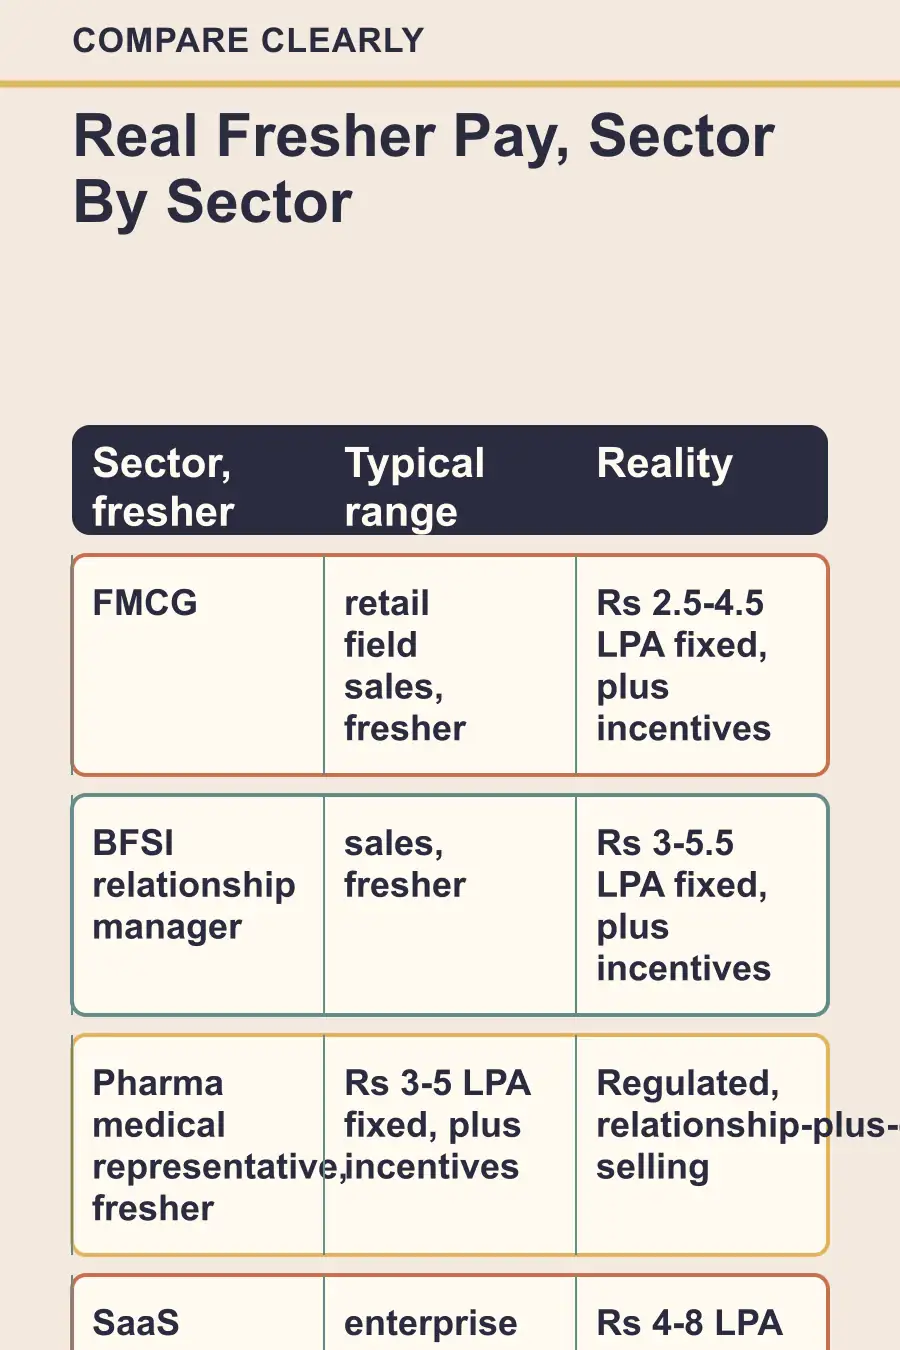 COMPARE CLEARLY
Real Fresher Pay, Sector
By Sector
Sector,
fresher
Typical
range
Reality
FMCG
retail
field
sales,
fresher
Rs 2.5-4.5
LPA fixed,
plus
incentives
BFSI
relationship
manager
sales,
fresher
Rs 3-5.5
LPA fixed,
plus
incentives
Pharma
medical
representative,
fresher
Rs 3-5 LPA
fixed, plus
incentives
Regulated,
relationship-plus-
selling
SaaS
enterprise
Rs 4-8 LPA